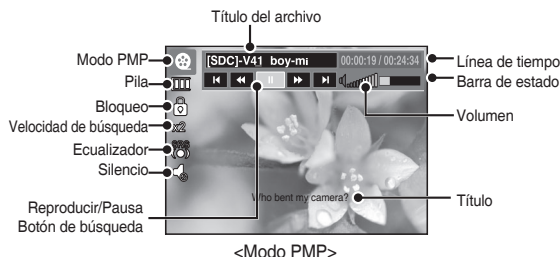 Título del archivo
Modo PMP
[SDC]-V41 boy-mi
00:00:19 / 00:24:34
Línea de tiempo
Pila
Barra de estado
Bloqueo
Volumen
Velocidad de búsqueda
x2
Ecualizador
Silencio
Who bent my camera?
Título
Reproducir/Pausa
Botón de búsqueda
<Modo PMP>